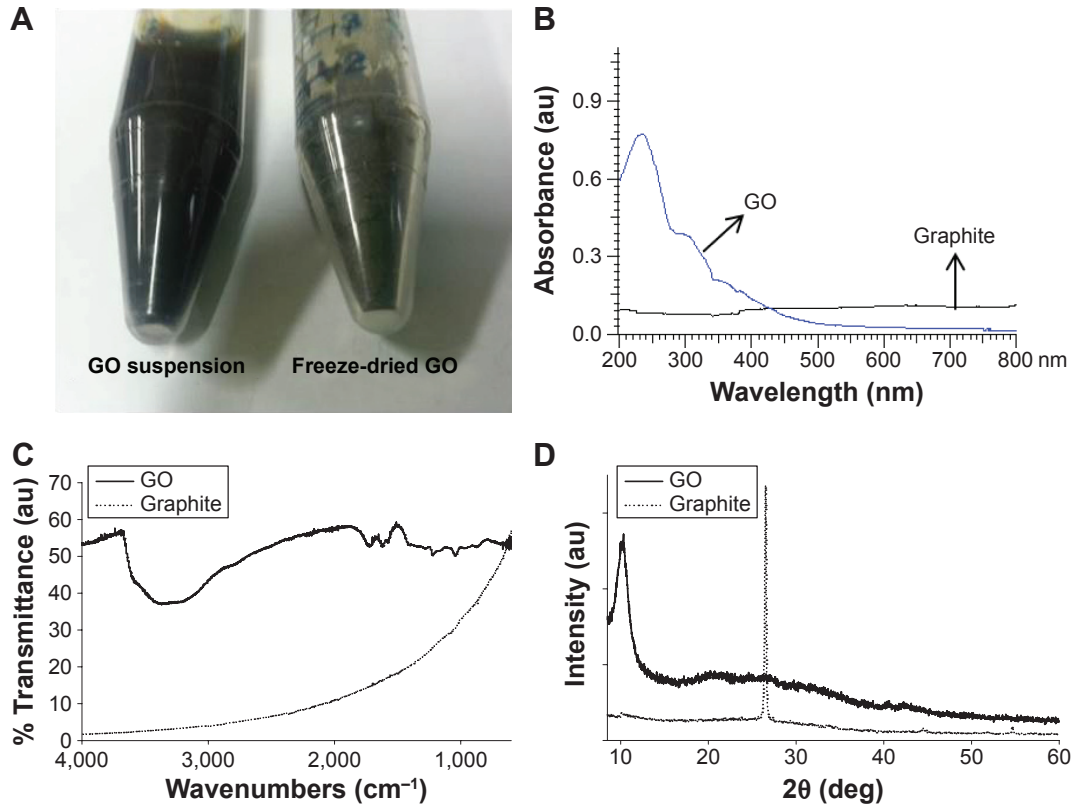 A
GO suspension
Freeze-dried GO
B
Absorbance (au)
0.9
0.6
0.3
0.0
GO
Graphite
200
300
400
500
600
700
800 nm
Wavelength (nm)
C
% Transmittance (au)
70
60
50
40
30
20
10
0
GO
Graphite
4,000
3,000
2,000
1,000
Wavenumbers (cm⁻¹)
D
Intensity (au)
GO
Graphite
10
20
30
40
50
60
2θ (deg)